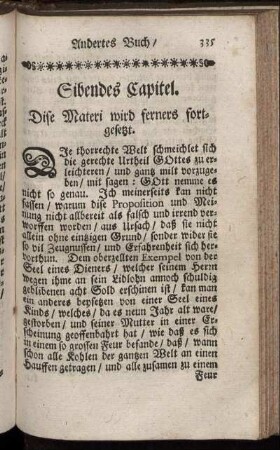 Andertes Buch / 335
Sibendes Capitel.
Dise Materi wird ferners fort-
gesetzt.
DIe thorrechte Welt schmeichlet sich
die gerechte Urtheil GOttes zu er-
leichteren / und gantz milt vorzuge-
ben / mit sagen : GOtt nemme es
nicht so genau. Ich meinerseits kan nicht
fassen / warum dise Proposition und Mei-
nung nicht allbereit als falsch und irrend ver-
worffen worden / aus Ursach / daß sie nicht
allein ohne eintzigen Grund / sonder wider die
so vil Zeugnussen / und Erfahrenheit sich her-
vorthun. Dem oberzellten Exempel von der
Seel eines Dieners / welcher seinem Herrn
wegen ihme an sein Lidlohn annoch schuldig
geblibenen acht Sold erschinen ist / kan man
ein anderes beysetzen von einer Seel eines
Kinds / welches / da es neun Jahr alt ware /
gestorben / und seiner Mutter in einer Er-
scheinung geoffenbahret hat / wie daß es sich
in einem so grossen Feur befande / daß / wann
schon alle Kohlen der gantzen Welt an einen
Hauffen getragen / und alle zusamen zu einem
Feur